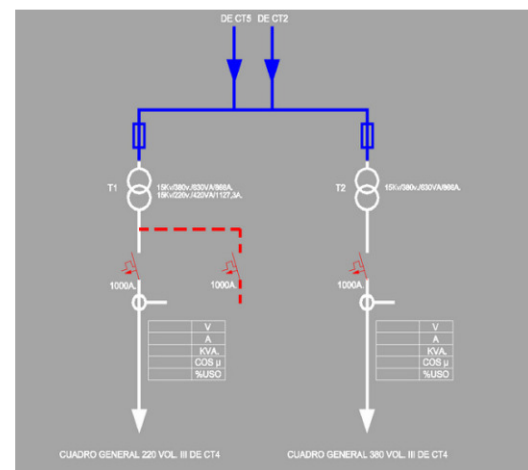 DE CT5 DE CT2
T1
15Kv/380v./630VA/866A.
15Kv/220v./420VA/1127,3A.
T2
15Kv/380v./630VA/866A.
1000A.
1000A.
1000A.
V
A
KVA.
COS µ
%USO
V
A
KVA.
COS µ
%USO
CUADRO GENERAL 220 VOL. III DE CT4
CUADRO GENERAL 380 VOL. III DE CT4